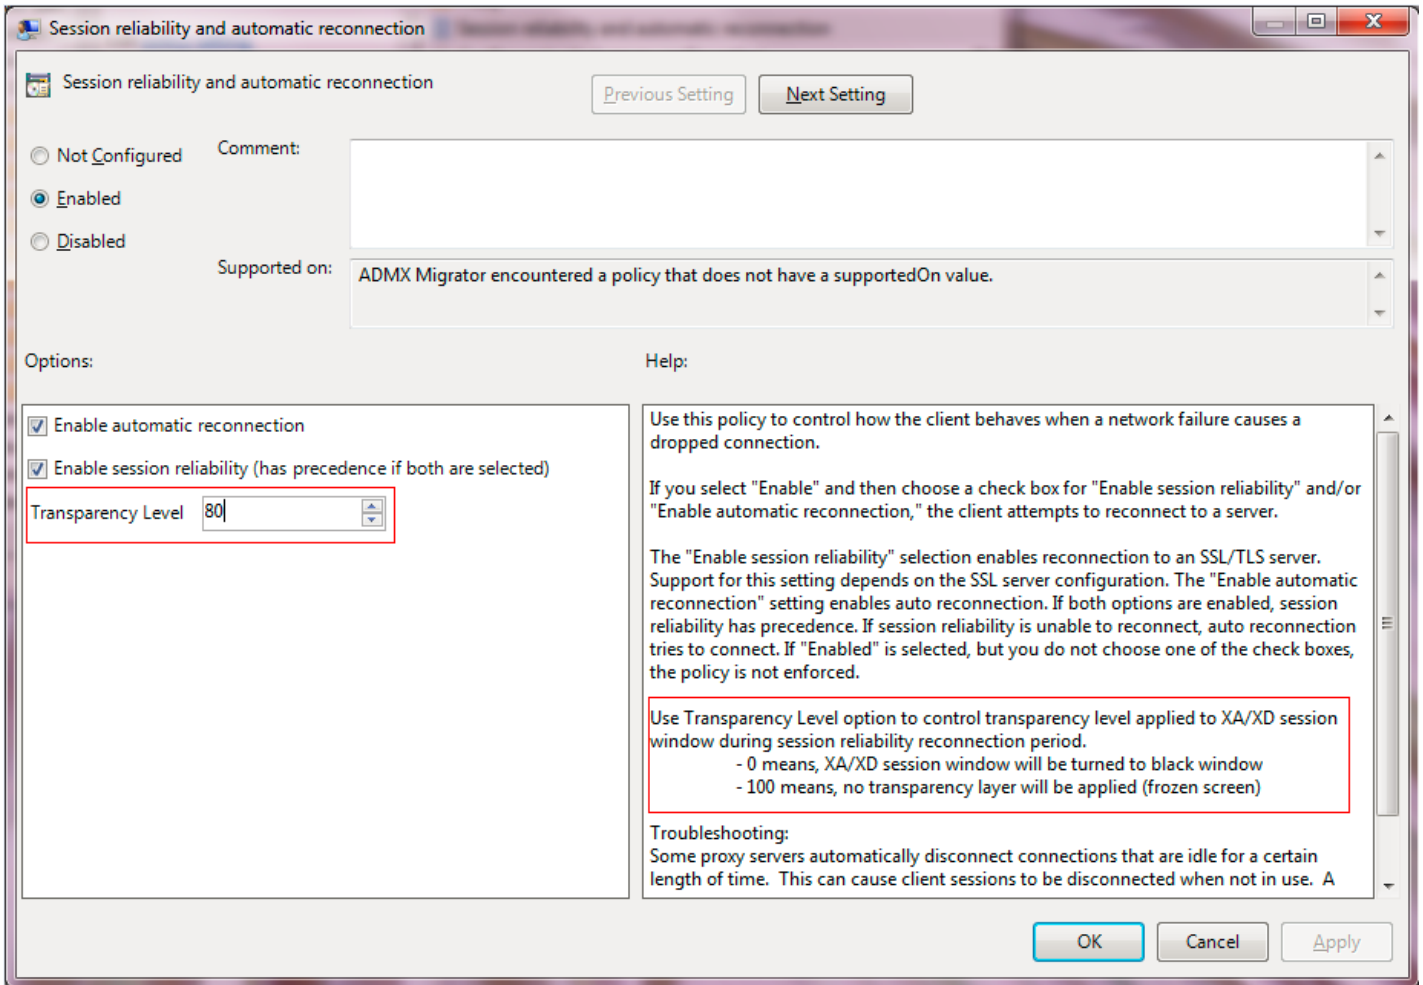 Session reliability and automatic reconnection
Session reliability and automatic reconnection
Previous Setting
Next Setting
Not Configured
Comment:
Enabled
Disabled
Supported on:
ADMX Migrator encountered a policy that does not have a supportedOn value.
Options:
Help:
Enable automatic reconnection
Enable session reliability (has precedence if both are selected)
Transparency Level
80
Use this policy to control how the client behaves when a network failure causes a
dropped connection.
If you select "Enable" and then choose a check box for "Enable session reliability" and/or
"Enable automatic reconnection," the client attempts to reconnect to a server.
The "Enable session reliability" selection enables reconnection to an SSL/TLS server.
Support for this setting depends on the SSL server configuration. The "Enable automatic
reconnection" setting enables auto reconnection. If both options are enabled, session
reliability has precedence. If session reliability is unable to reconnect, auto reconnection
tries to connect. If "Enabled" is selected, but you do not choose one of the check boxes,
the policy is not enforced.
Use Transparency Level option to control transparency level applied to XA/XD session
window during session reliability reconnection period.
- 0 means, XA/XD session window will be turned to black window
- 100 means, no transparency layer will be applied (frozen screen)
Troubleshooting:
Some proxy servers automatically disconnect connections that are idle for a certain
length of time. This can cause client sessions to be disconnected when not in use. A
OK
Cancel
Apply